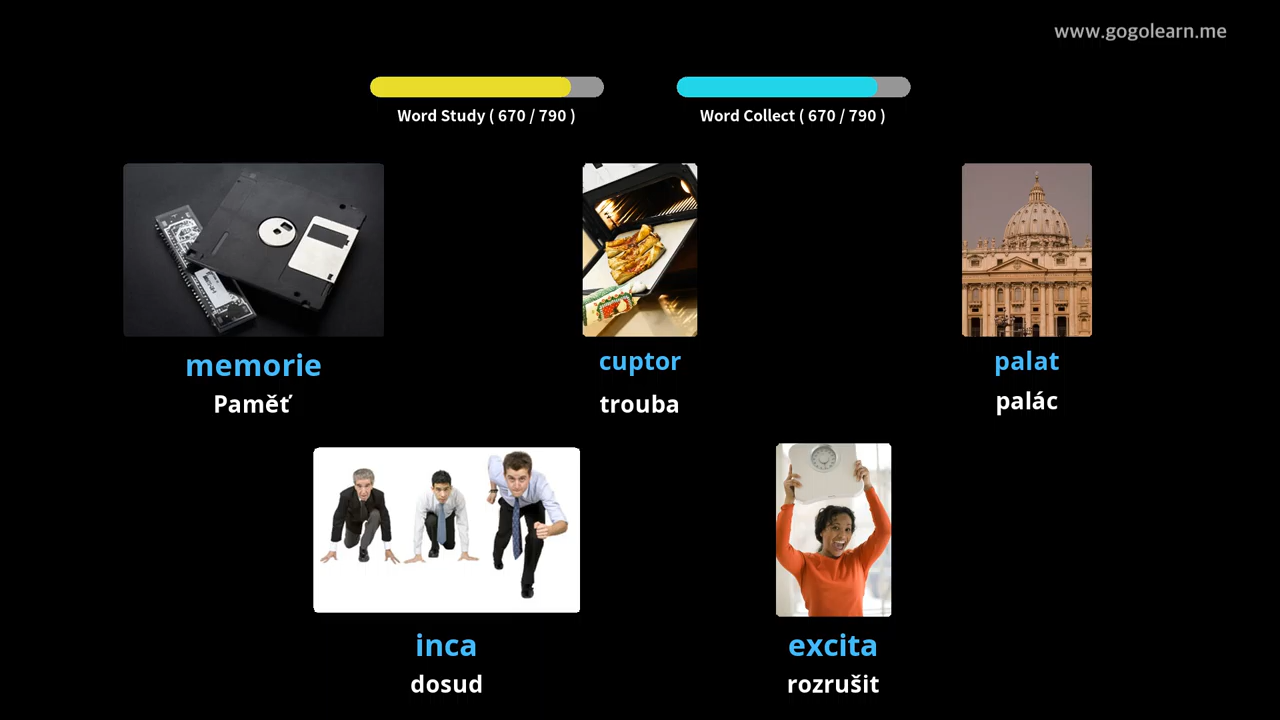 www.gogolearn.me
Word Study ( 670 / 790 )
Word Collect ( 670 / 790 )
memorie
cuptor
palat
Paměť
trouba
palác
inca
excita
dosud
rozrušit